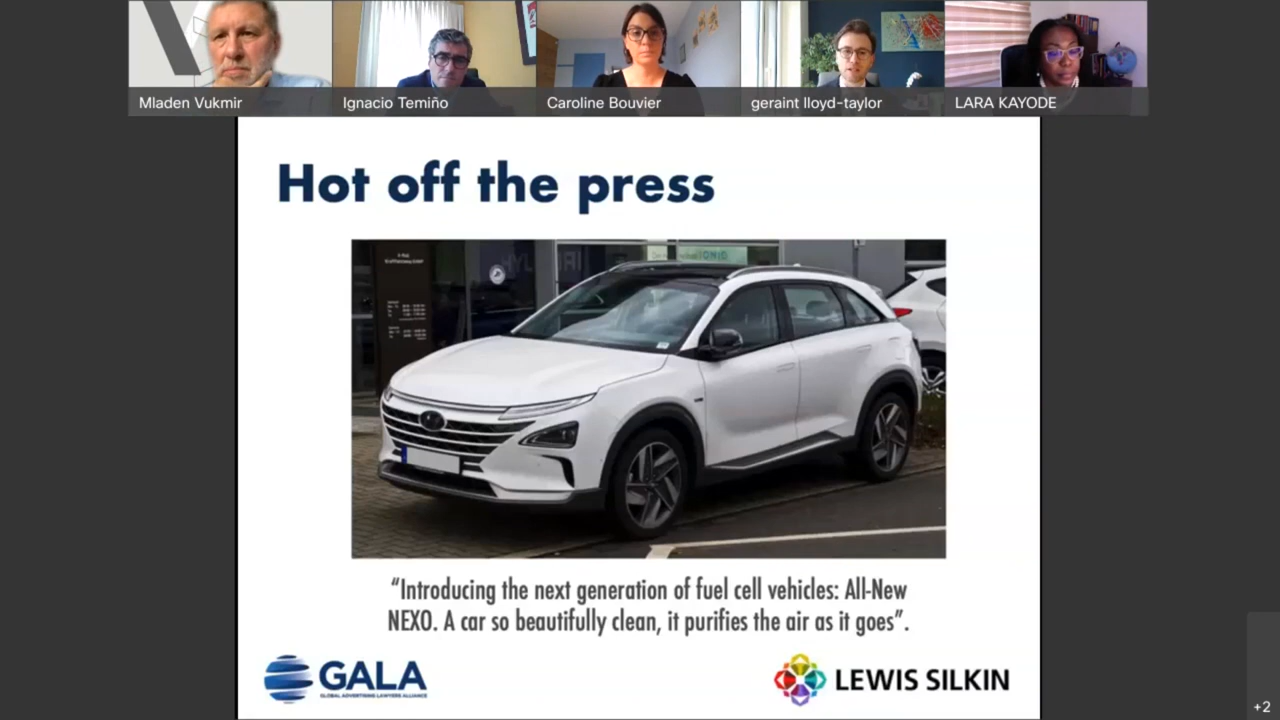 Mladen Vukmir
Ignacio Temiño
Caroline Bouvier
geraint lloyd-taylor
LARA KAYODE
Hot off the press
“Introducing the next generation of fuel cell vehicles: All-New
NEXO. A car so beautifully clean, it purifies the air as it goes”.
GALA
GLOBAL ADVERTISING LAWYERS ALLIANCE
LEWIS SILKIN
+2